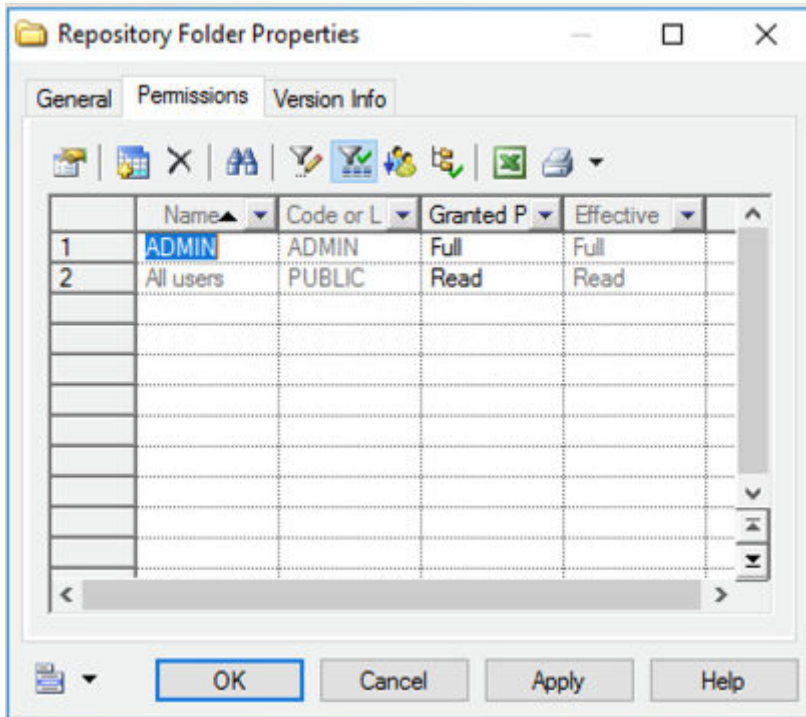 Repository Folder Properties
General Permissions Version Info
Name Code or L Granted P Effective
1 ADMIN ADMIN Full Full
2 All users PUBLIC Read Read
OK Cancel Apply Help